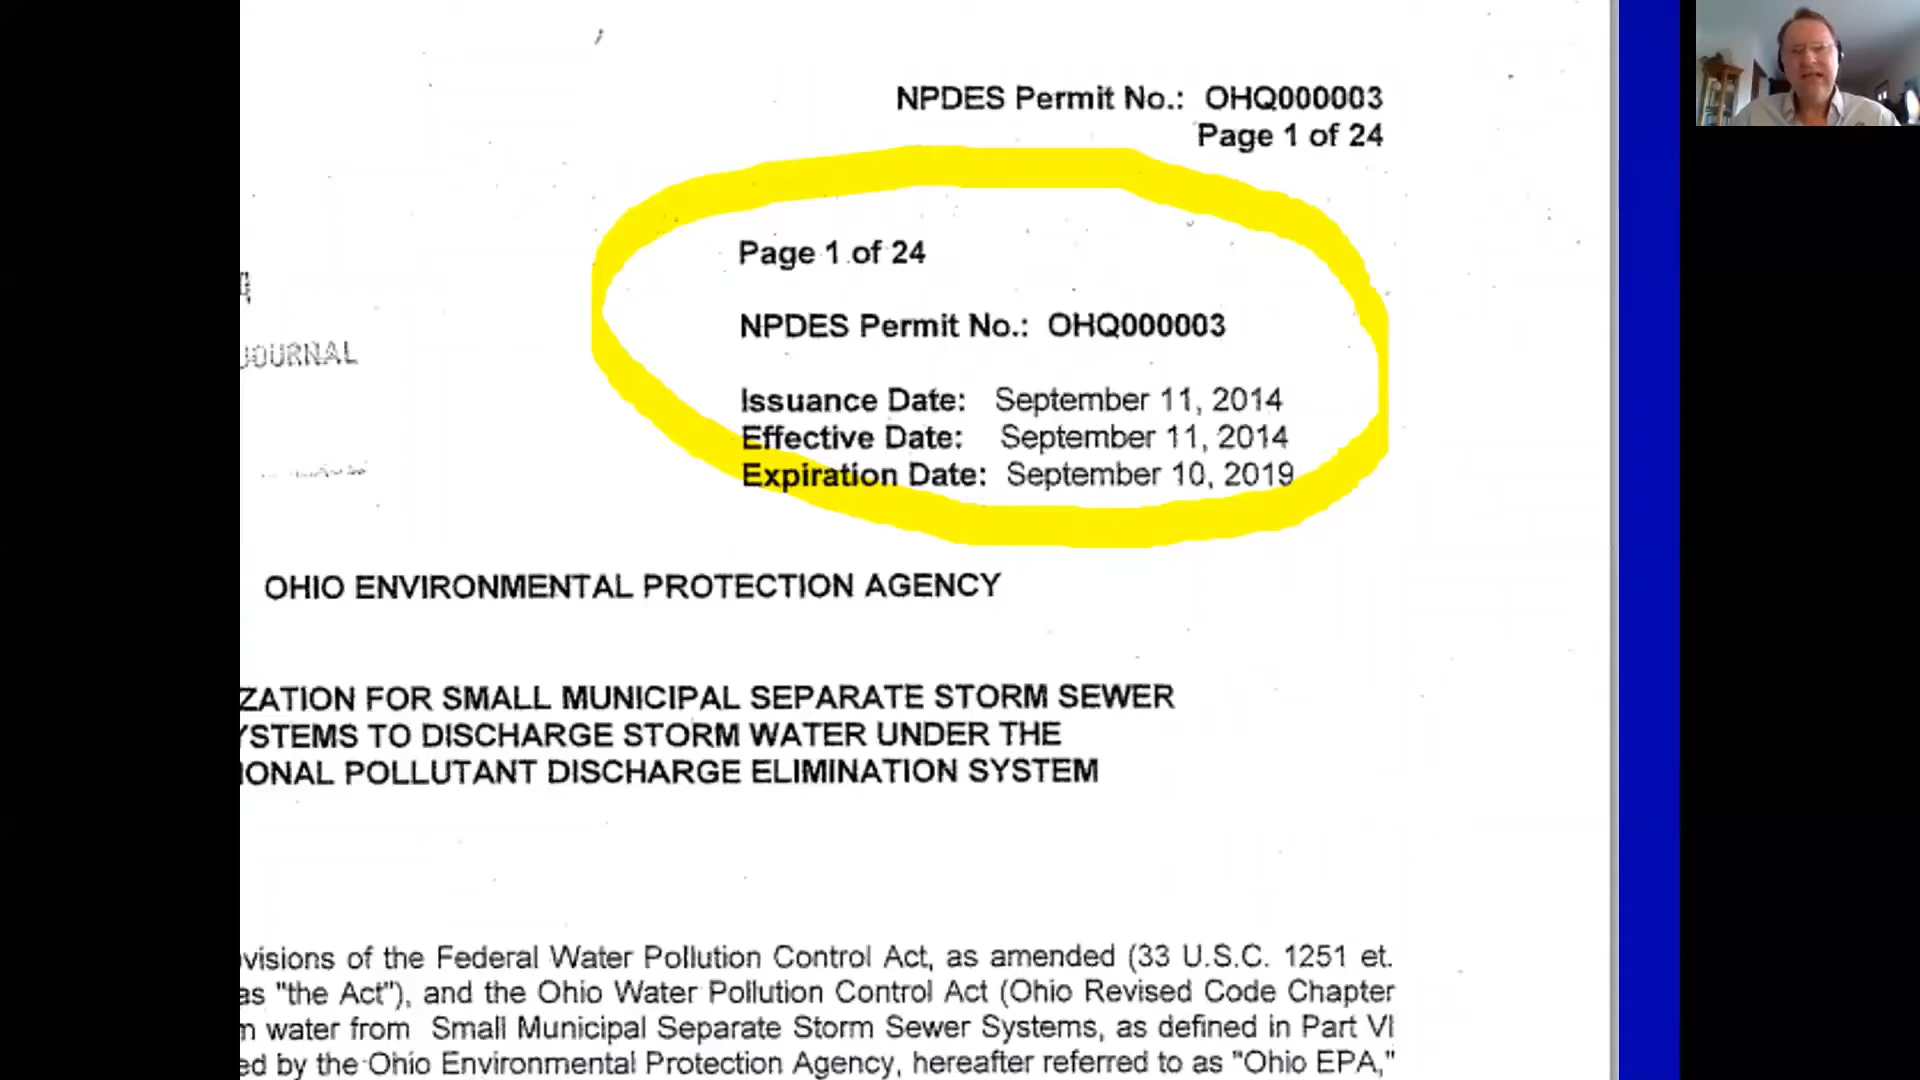 NPDES Permit No.: OHQ000003
Page 1 of 24
Page 1 of 24
NPDES Permit No.: OHQ000003
JOURNAL
Issuance Date: September 11, 2014
Effective Date: September 11, 2014
Expiration Date: September 10, 2019
OHIO ENVIRONMENTAL PROTECTION AGENCY
ZATION FOR SMALL MUNICIPAL SEPARATE STORM SEWER
YSTEMS TO DISCHARGE STORM WATER UNDER THE
IONAL POLLUTANT DISCHARGE ELIMINATION SYSTEM
visions of the Federal Water Pollution Control Act, as amended (33 U.S.C. 1251 et.
as "the Act"), and the Ohio Water Pollution Control Act (Ohio Revised Code Chapter
water from Small Municipal Separate Storm Sewer Systems, as defined in Part VI
ed by the Ohio Environmental Protection Agency, hereafter referred to as "Ohio EPA,"